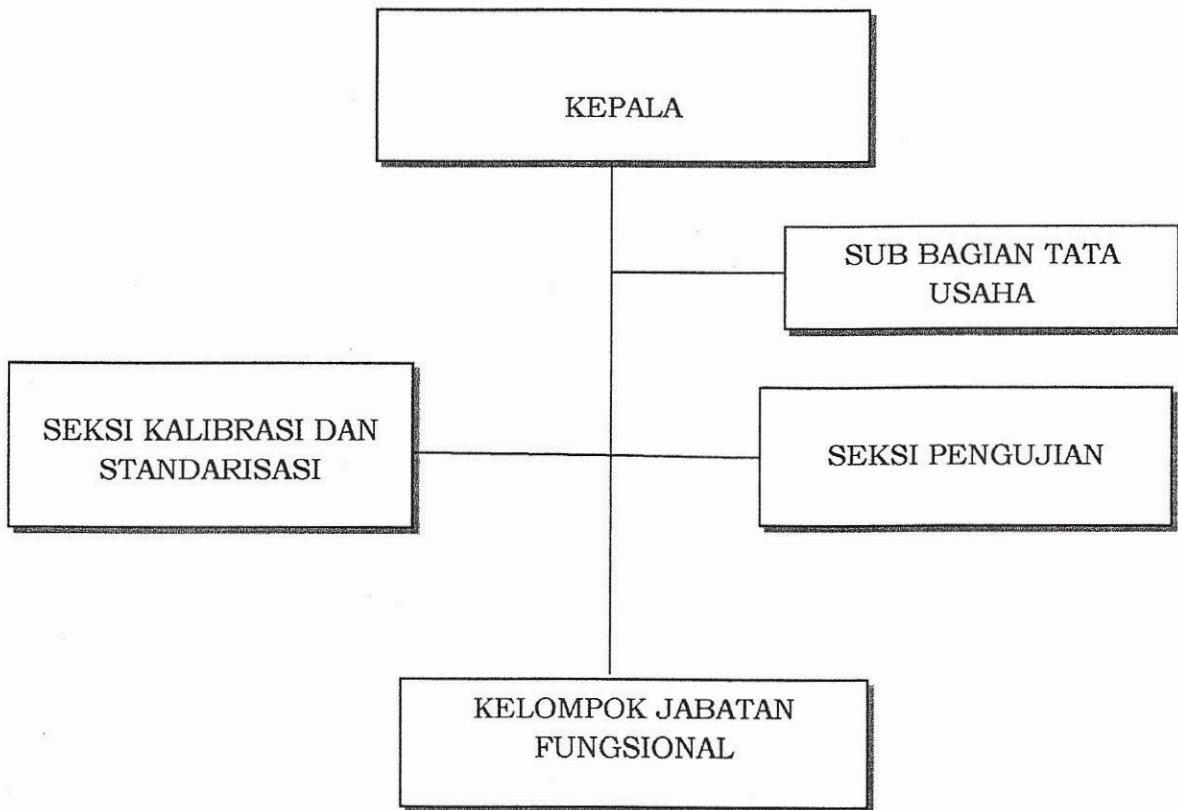 KEPALA
SUB BAGIAN TATA
USAHA
SEKSI KALIBRASI DAN
STANDARISASI
SEKSI PENGUJIAN
KELOMPOK JABATAN
FUNGSIONAL